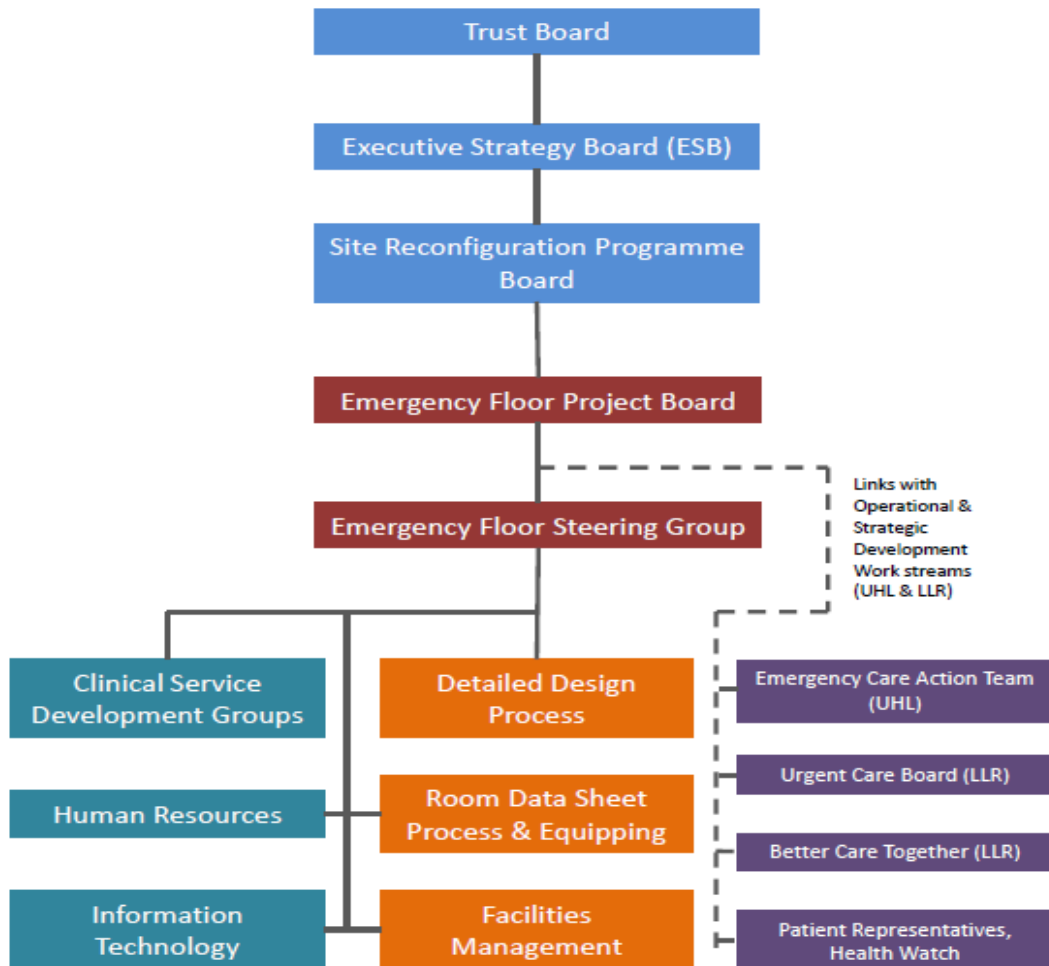 Trust Board
Executive Strategy Board (ESB)
Site Reconfiguration Programme
Board
Emergency Floor Project Board
Emergency Floor Steering Group
Links with
Operational &
Strategic
Development
Work streams
(UHL & LLR)
Clinical Service
Development Groups
Detailed Design
Process
Emergency Care Action Team
(UHL)
Human Resources
Room Data Sheet
Process & Equipping
Urgent Care Board (LLR)
Better Care Together (LLR)
Information
Technology
Facilities
Management
Patient Representatives,
Health Watch